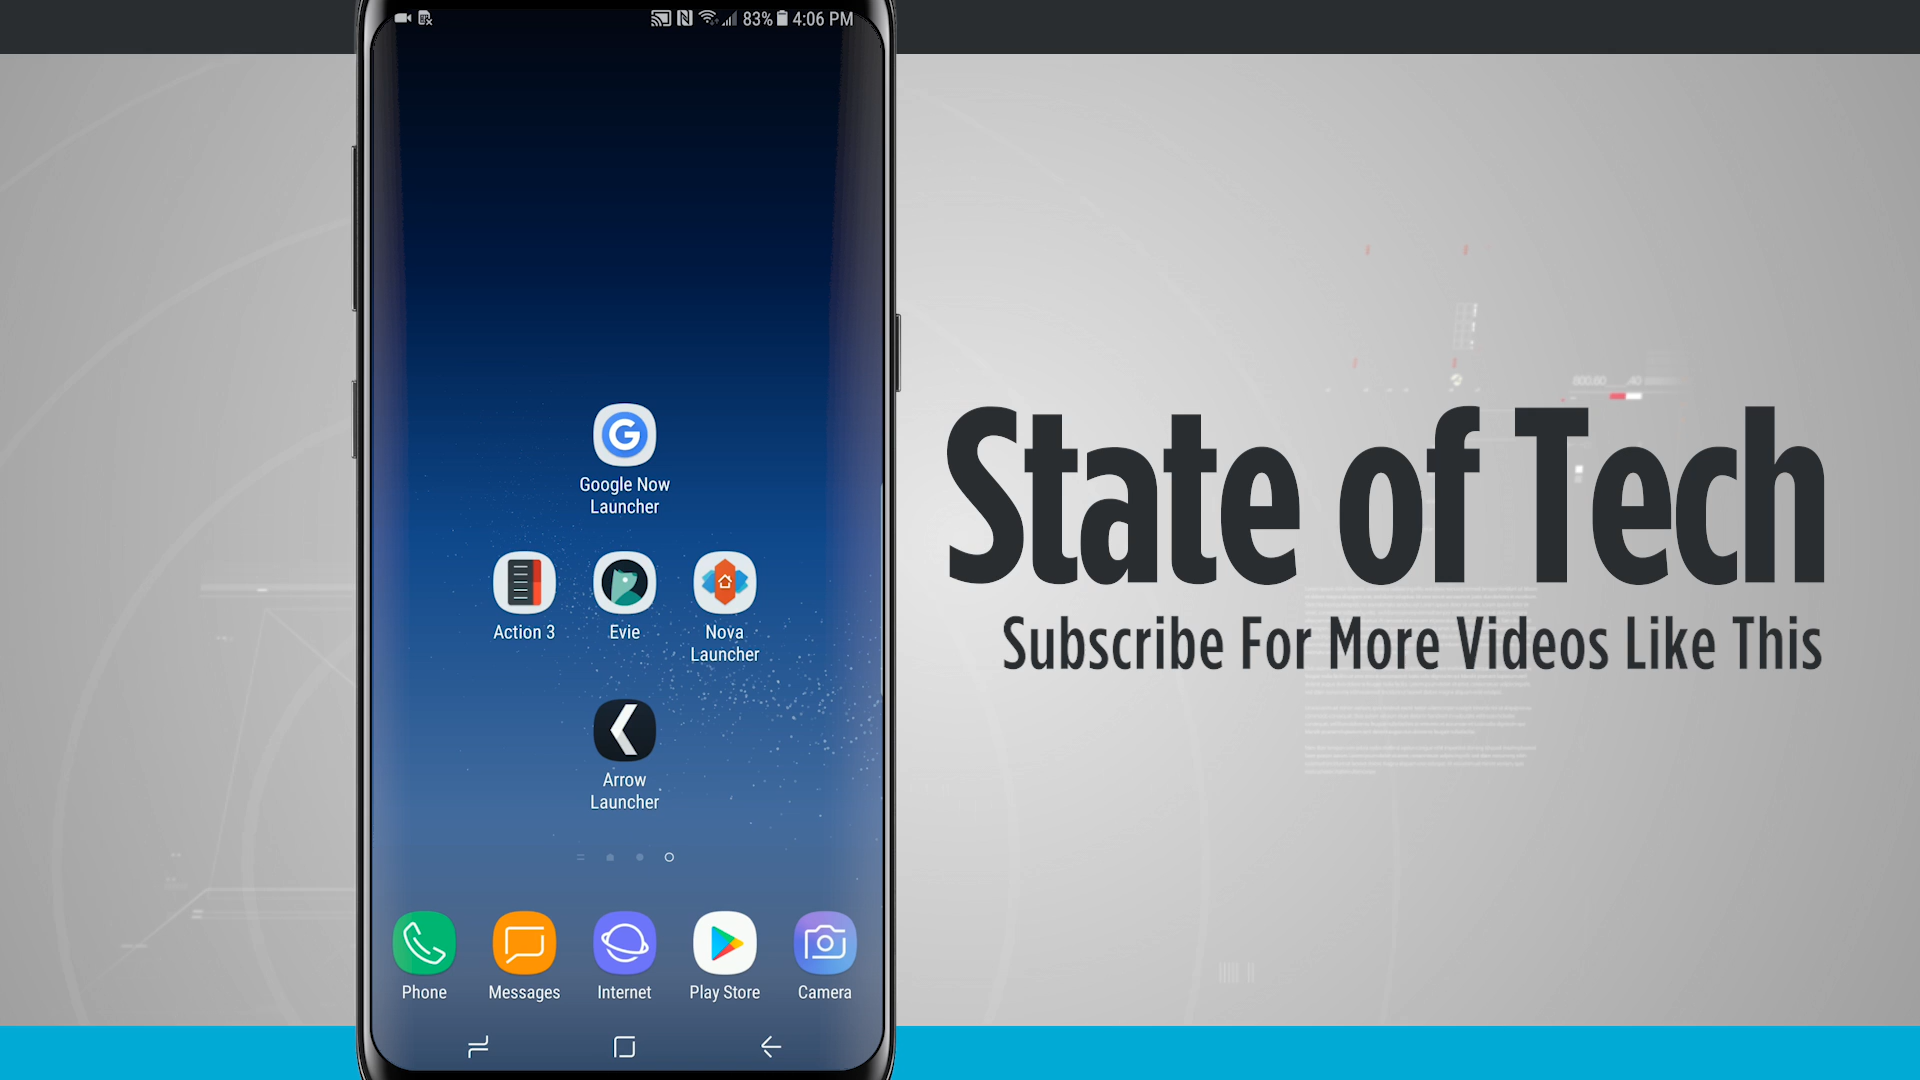 83% 4:06 PM
Google Now
Launcher
Action 3
Evie
Nova
Launcher
Arrow
Launcher
Phone
Messages
Internet
Play Store
Camera
State of Tech
Subscribe For More Videos Like This